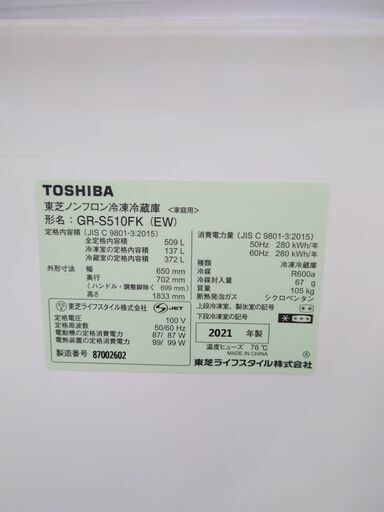 TOSHIBA
東芝ノンフロン冷凍冷蔵庫 <家庭用>
形名：GR-S510FK (EW)
定格内容積 (JIS C 9801-3:2015)
全定格内容積 509 L
冷凍室の定格内容積 137 L
冷蔵室の定格内容積 372 L
外形寸法 幅 650 mm
奥行 702 mm
(ハンドル・調整脚除く 699 mm)
高さ 1833 mm
東芝ライフスタイル株式会社 S JET
定格電圧 100 V
定格周波数 50/60 Hz
電動機の定格消費電力 87/ 87 W
電熱装置の定格消費電力 99/ 99 W
製造番号 87002602
消費電力量 (JIS C 9801-3:2015)
50Hz 280 kWh/年
60Hz 280 kWh/年
種類 冷凍冷蔵庫
冷媒 R600a
冷媒封入量 67 g
質量 105 kg
断熱発泡ガス シクロペンタン
上段冷凍室、製氷室の記号
下段冷凍室の記号
2021 年製
温度ヒューズ 76℃
MADE IN CHINA
A
東芝ライフスタイル株式会社